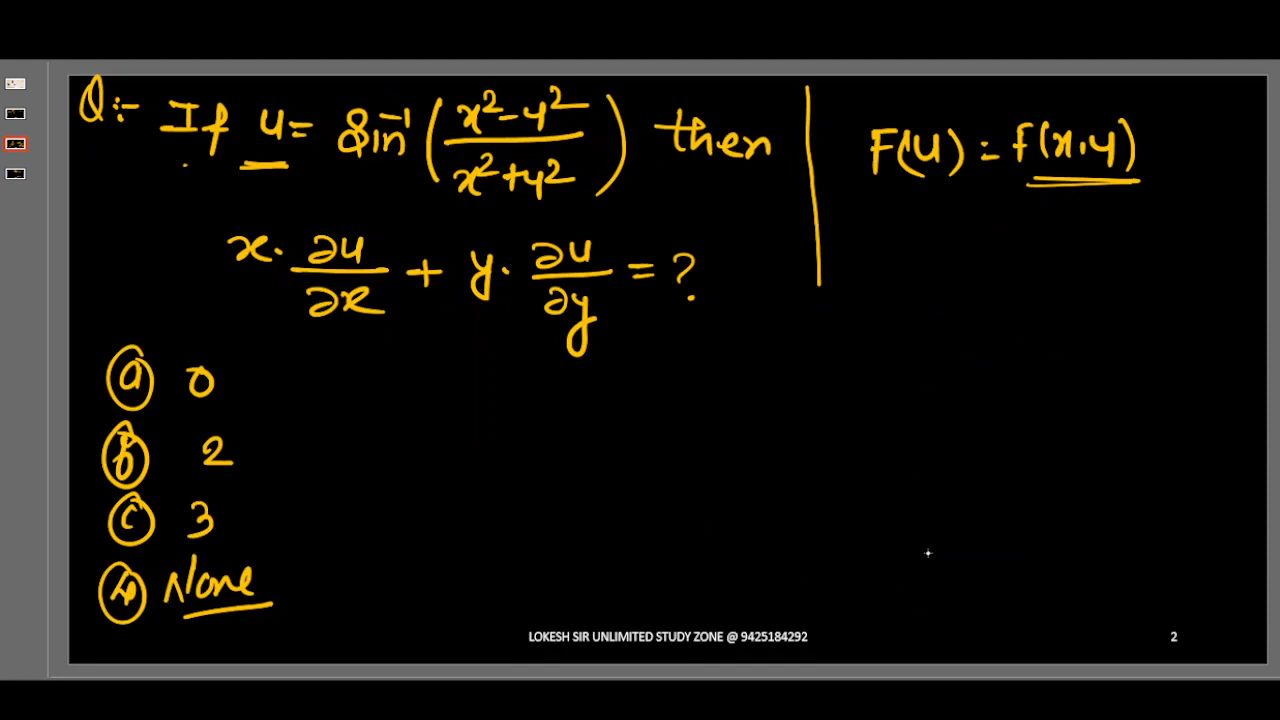 Q:- If u = Sin⁻¹ (x² - y² / x² + y²) then
x. ∂u/∂x + y. ∂u/∂y = ?
F(u) = f(x,y)
(a) 0
(b) 2
(c) 3
(d) None
LOKESH SIR UNLIMITED STUDY ZONE @ 9425184292
2